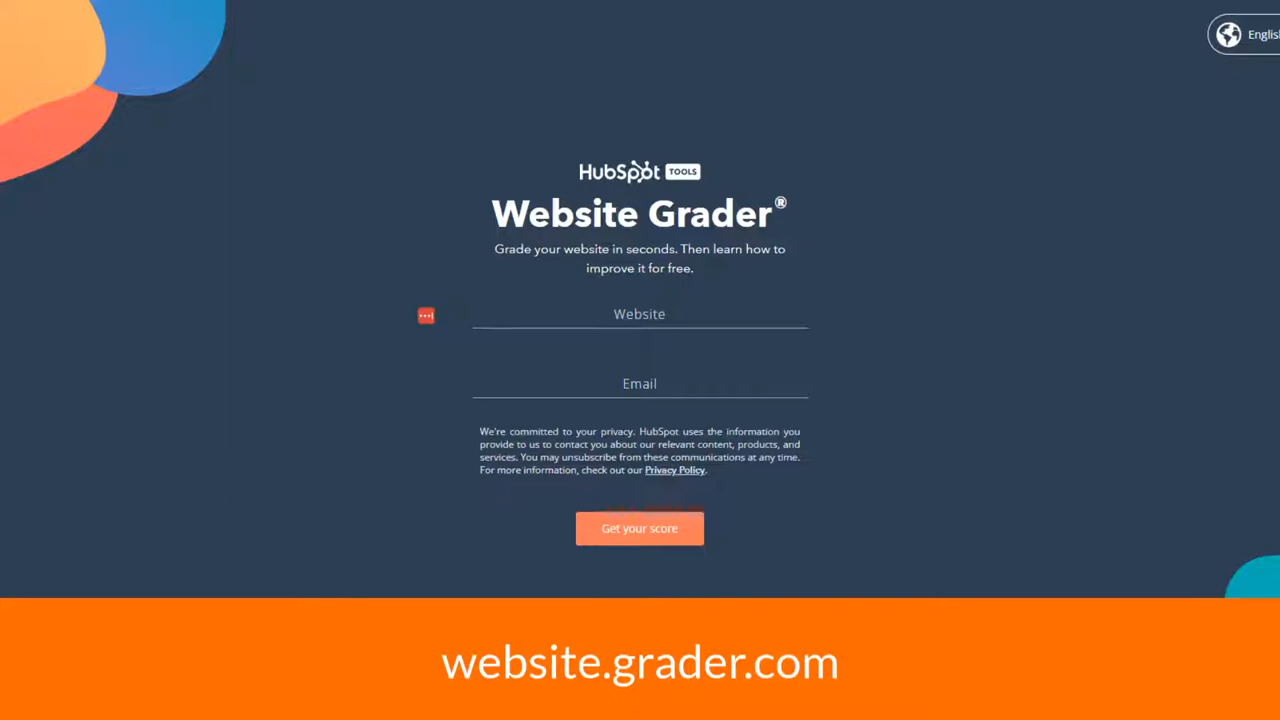 Englis
HubSpot TOOLS
Website Grader®
Grade your website in seconds. Then learn how to
improve it for free.
Website
Email
We're committed to your privacy. HubSpot uses the information you
provide to us to contact you about our relevant content, products, and
services. You may unsubscribe from these communications at any time.
For more information, check out our Privacy Policy.
Get your score
website.grader.com